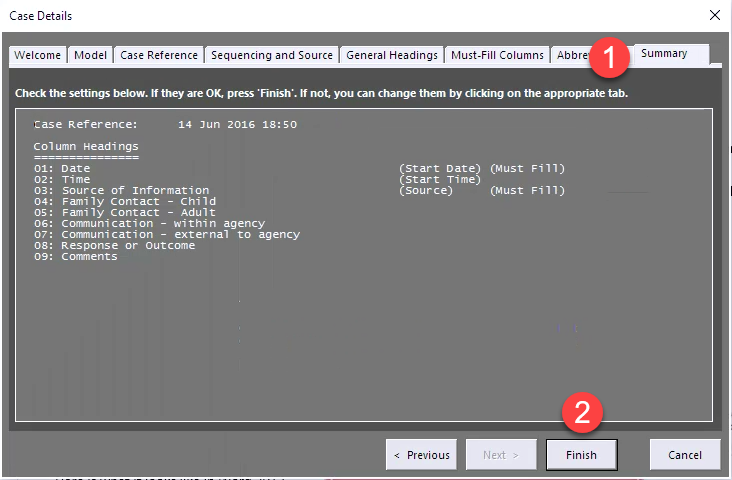 Case Details
Welcome Model Case Reference Sequencing and Source General Headings Must-Fill Columns Abbre 1 Summary
Check the settings below. If they are OK, press 'Finish'. If not, you can change them by clicking on the appropriate tab.
Case Reference: 14 Jun 2016 18:50
Column Headings
===============
01: Date (Start Date) (Must Fill)
02: Time (Start Time)
03: Source of Information (Source) (Must Fill)
04: Family Contact - Child
05: Family Contact - Adult
06: Communication - within agency
07: Communication - external to agency
08: Response or Outcome
09: Comments
2
< Previous Next > Finish Cancel